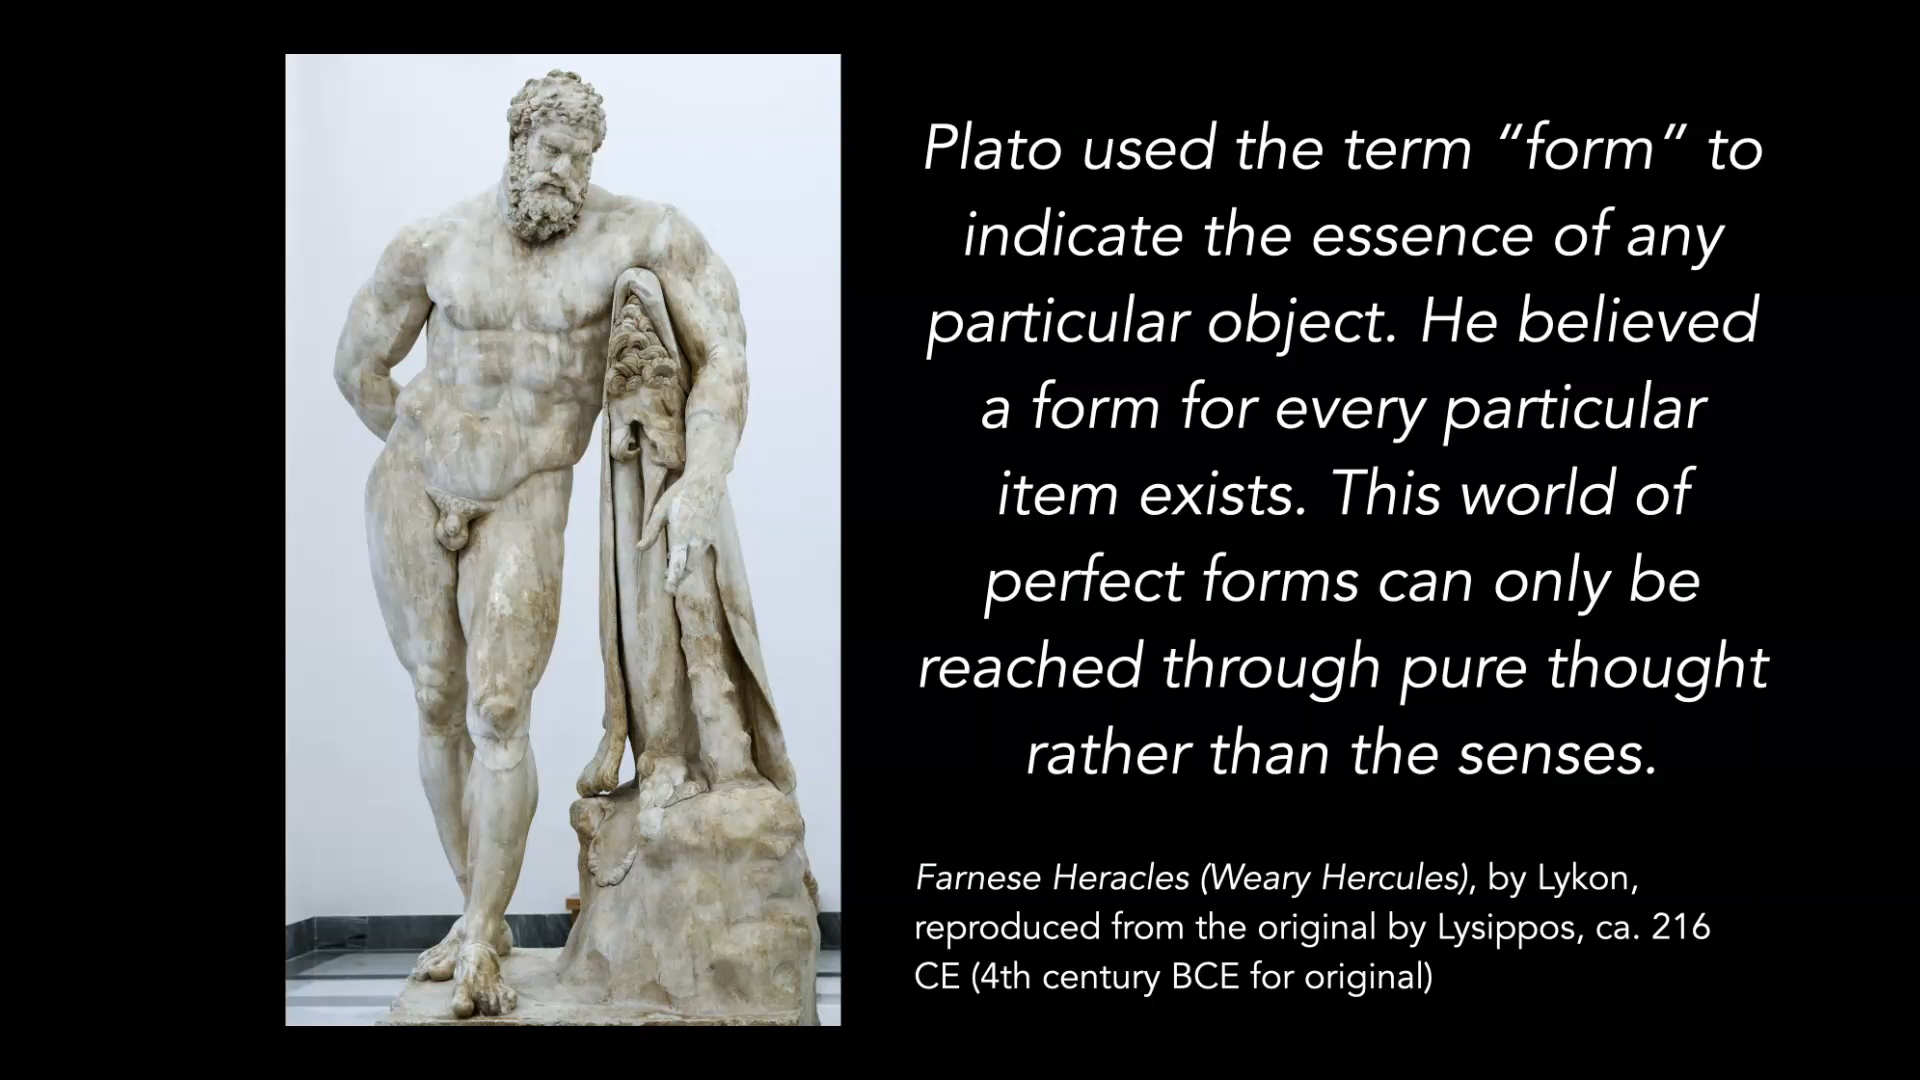 Plato used the term “form” to
indicate the essence of any
particular object. He believed
a form for every particular
item exists. This world of
perfect forms can only be
reached through pure thought
rather than the senses.
Farnese Heracles (Weary Hercules), by Lykon,
reproduced from the original by Lysippos, ca. 216
CE (4th century BCE for original)